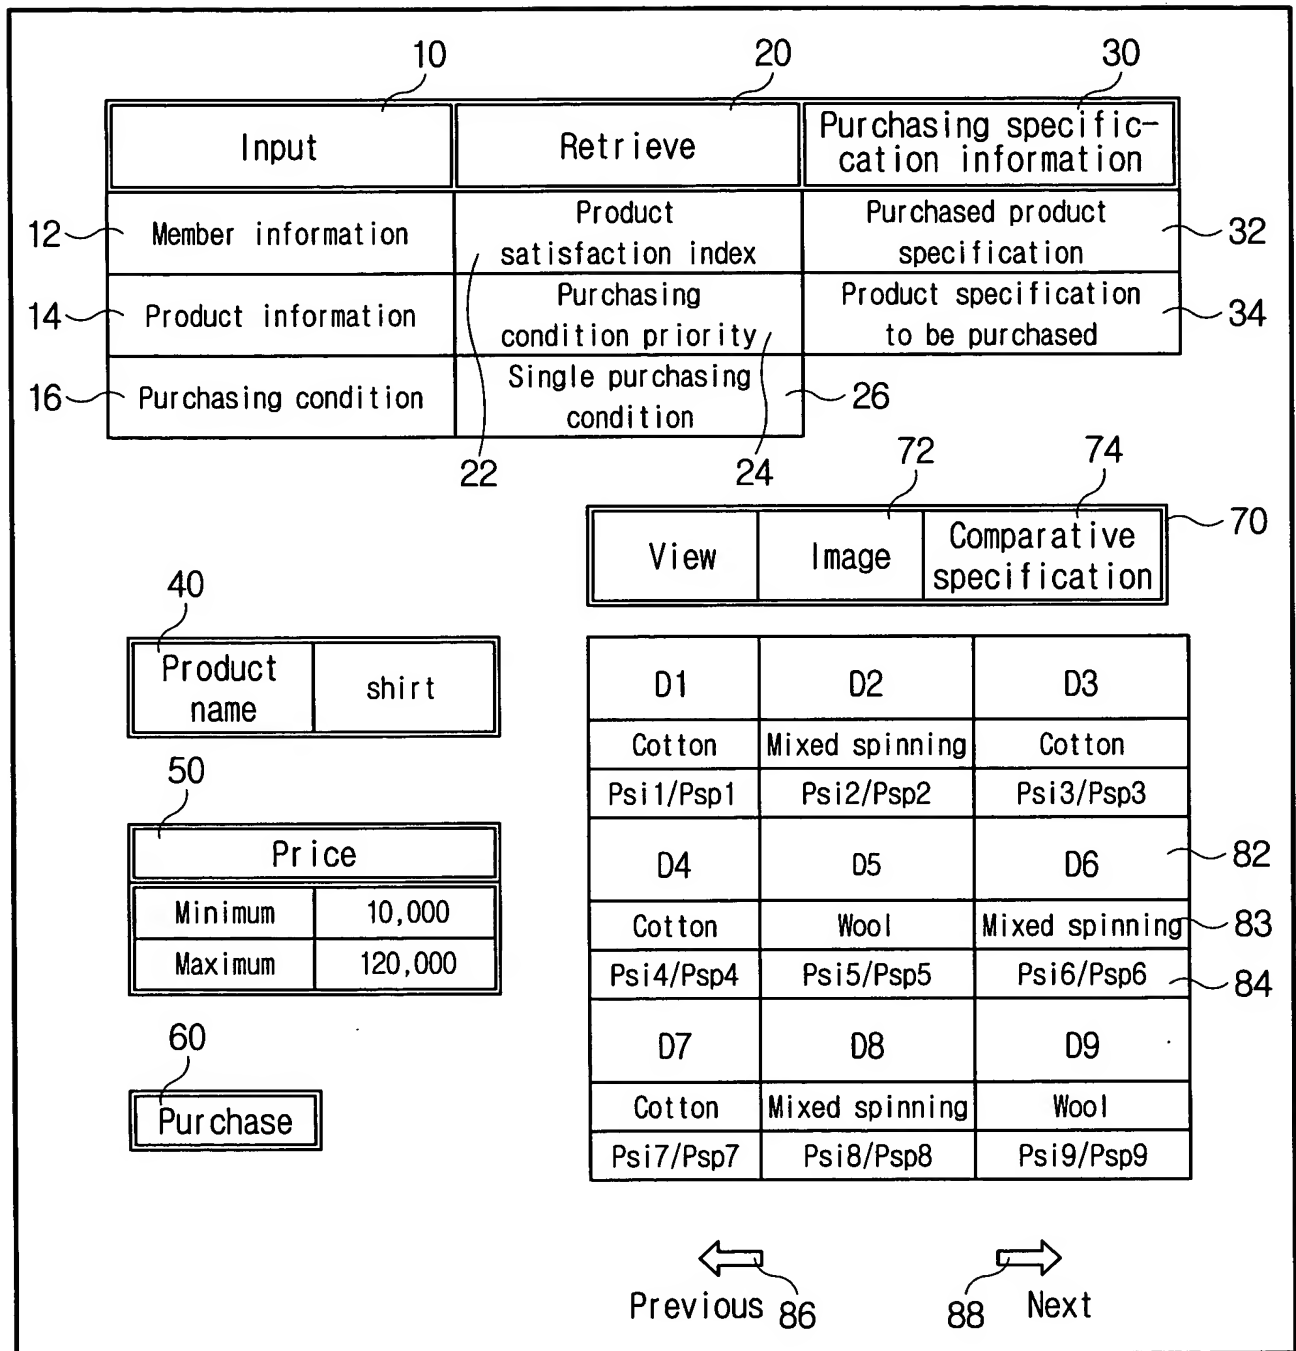 10 20 30
Input Retrieve Purchasing specific-
cation information
12 Member information Product
satisfaction index Purchased product
specification 32
14 Product information Purchasing
condition priority Product specification
to be purchased 34
16 Purchasing condition Single purchasing
condition 26
22 24 72 74
View Image Comparative
specification 70
40
Product
name shirt
50
Price
Minimum 10,000
Maximum 120,000
60
Purchase
D1 D2 D3
Cotton Mixed spinning Cotton
Psi1/Psp1 Psi2/Psp2 Psi3/Psp3
D4 D5 D6 82
Cotton Wool Mixed spinning 83
Psi4/Psp4 Psi5/Psp5 Psi6/Psp6 84
D7 D8 D9
Cotton Mixed spinning Wool
Psi7/Psp7 Psi8/Psp8 Psi9/Psp9
Previous 86 88 Next